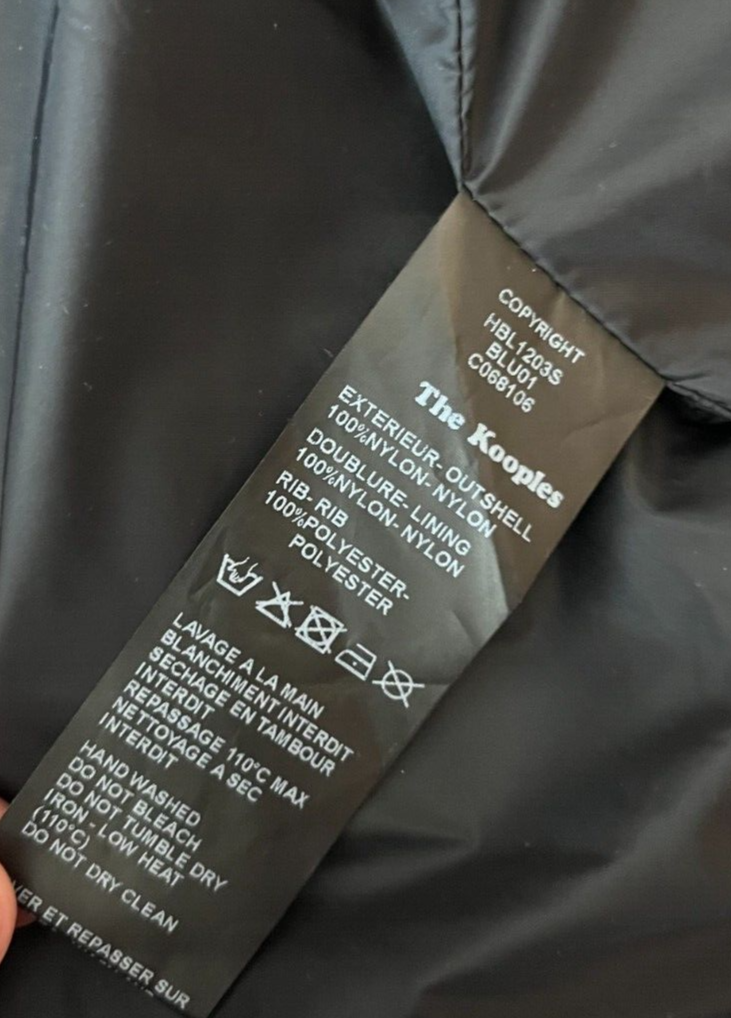 COPYRIGHT
HBL1203S
BLU01
C068106
The Kooples
EXTERIEUR- OUTSHELL
100%NYLON- NYLON
DOUBLURE- LINING
100%NYLON- NYLON
RIB- RIB
100%POLYESTER-
POLYESTER
LAVAGE A LA MAIN
BLANCHIMENT INTERDIT
SECHAGE EN TAMBOUR
INTERDIT
REPASSAGE 110°C MAX
NETTOYAGE A SEC
INTERDIT
HAND WASHED
DO NOT BLEACH
DO NOT TUMBLE DRY
IRON - LOW HEAT
(110°C)
DO NOT DRY CLEAN
ET REPASSER SUR